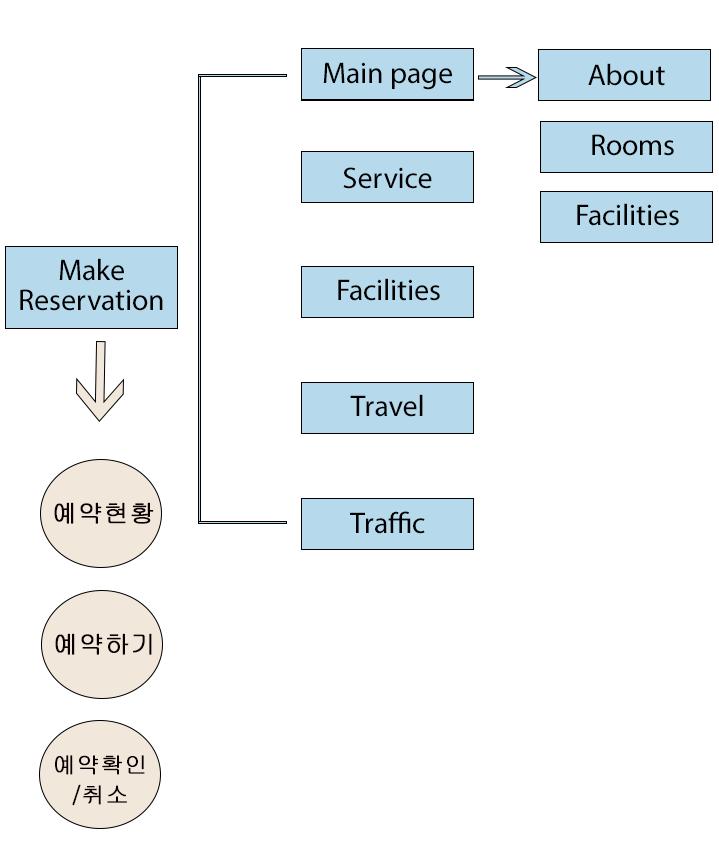 Main page
About
Rooms
Service
Facilities
Make
Reservation
Facilities
Travel
Traffic
예약현황
예약하기
예약확인
/취소